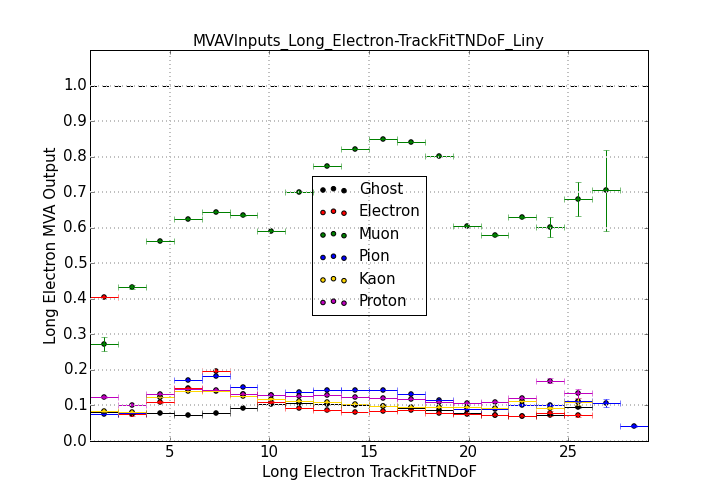 MVAVInputs_Long_Electron-TrackFitTNDoF_Liny
1.0
0.9
0.8
0.7
0.6
0.5
0.4
0.3
0.2
0.1
0.0
Long Electron MVA Output
Ghost
Electron
Muon
Pion
Kaon
Proton
5 10 15 20 25
Long Electron TrackFitTNDoF